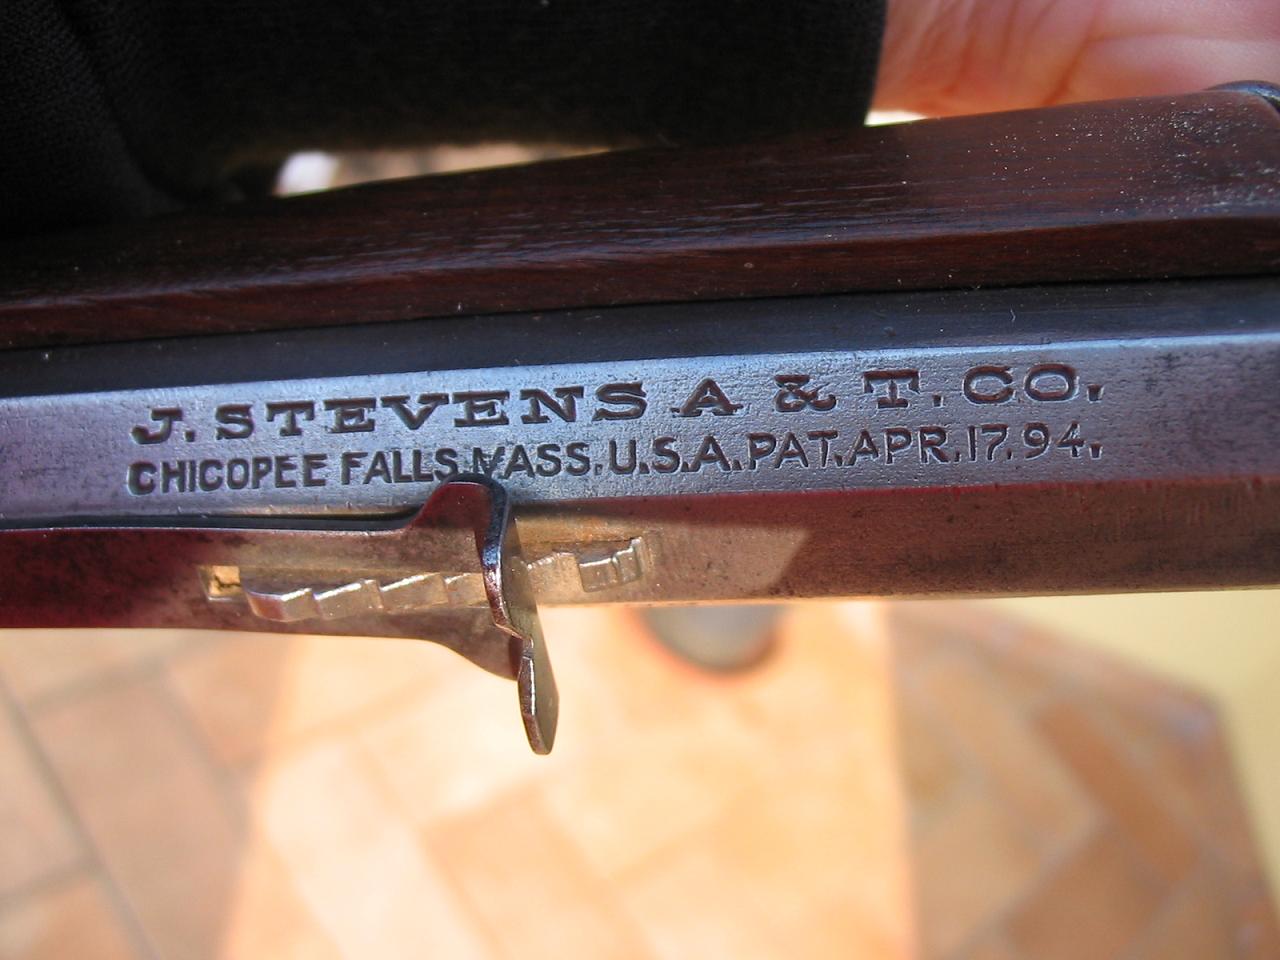 J. STEVENS A & T. CO.
CHICOPEE FALLS, MASS. U.S.A. PAT. APR. 17. 94.